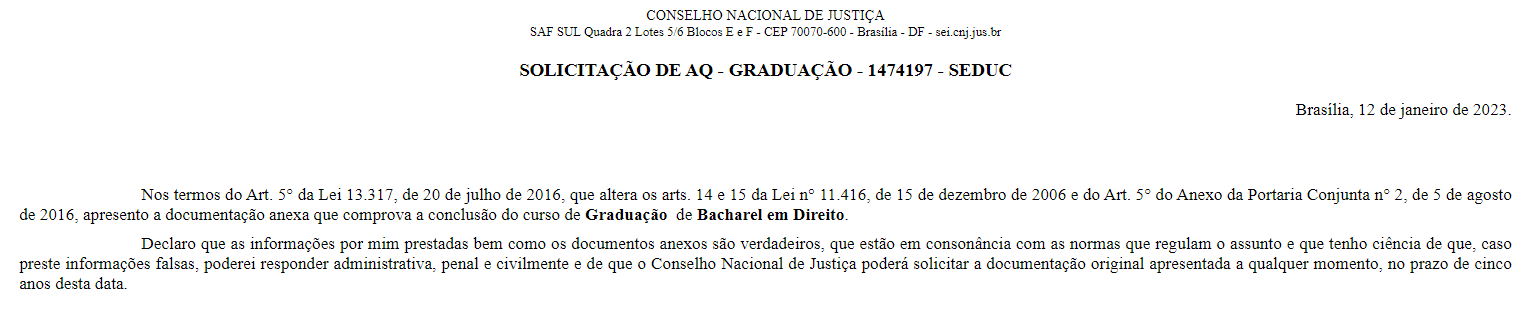 CONSELHO NACIONAL DE JUSTIÇA
SAF SUL Quadra 2 Lotes 5/6 Blocos E e F - CEP 70070-600 - Brasília - DF - sei.cnj.jus.br
SOLICITAÇÃO DE AQ - GRADUAÇÃO - 1474197 - SEDUC
Brasília, 12 de janeiro de 2023.
Nos termos do Art. 5° da Lei 13.317, de 20 de julho de 2016, que altera os arts. 14 e 15 da Lei n° 11.416, de 15 de dezembro de 2006 e do Art. 5° do Anexo da Portaria Conjunta n° 2, de 5 de agosto
de 2016, apresento a documentação anexa que comprova a conclusão do curso de Graduação de Bacharel em Direito.
Declaro que as informações por mim prestadas bem como os documentos anexos são verdadeiros, que estão em consonância com as normas que regulam o assunto e que tenho ciência de que, caso
preste informações falsas, poderei responder administrativa, penal e civilmente e de que o Conselho Nacional de Justiça poderá solicitar a documentação original apresentada a qualquer momento, no prazo de cinco
anos desta data.